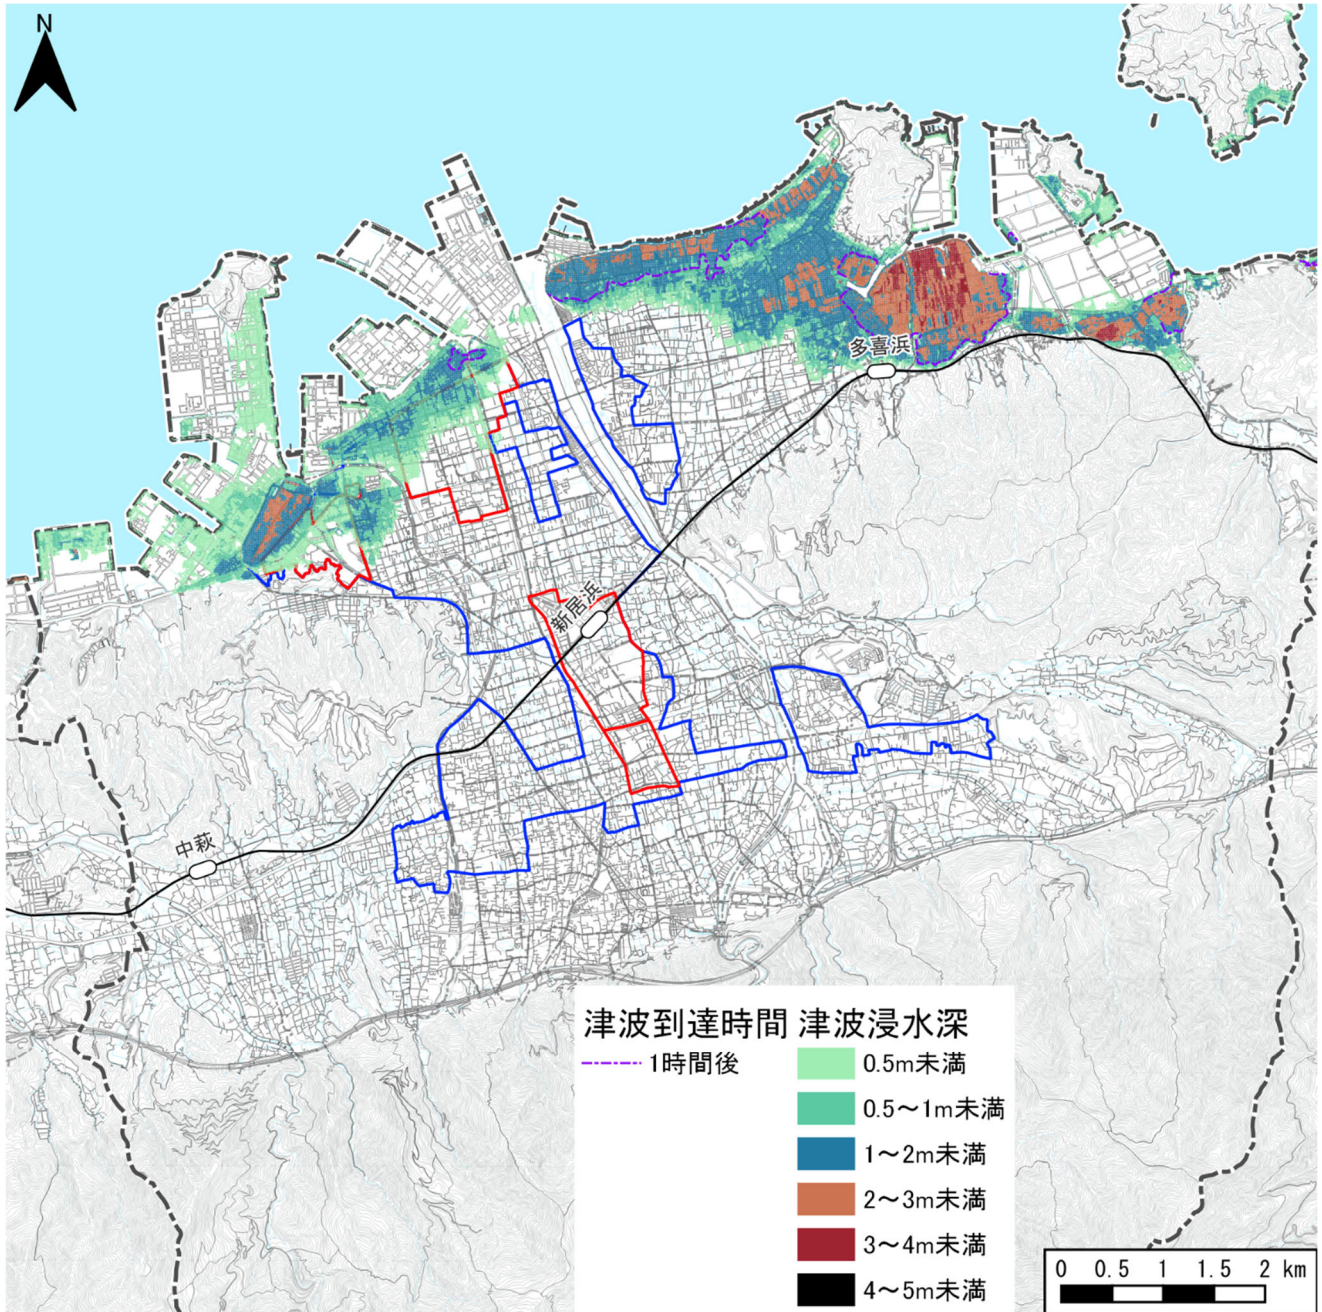 N
多喜浜
新居浜
中萩
津波到達時間 津波浸水深
1時間後
0.5m未満
0.5～1m未満
1～2m未満
2～3m未満
3～4m未満
4～5m未満
0 0.5 1 1.5 2 km